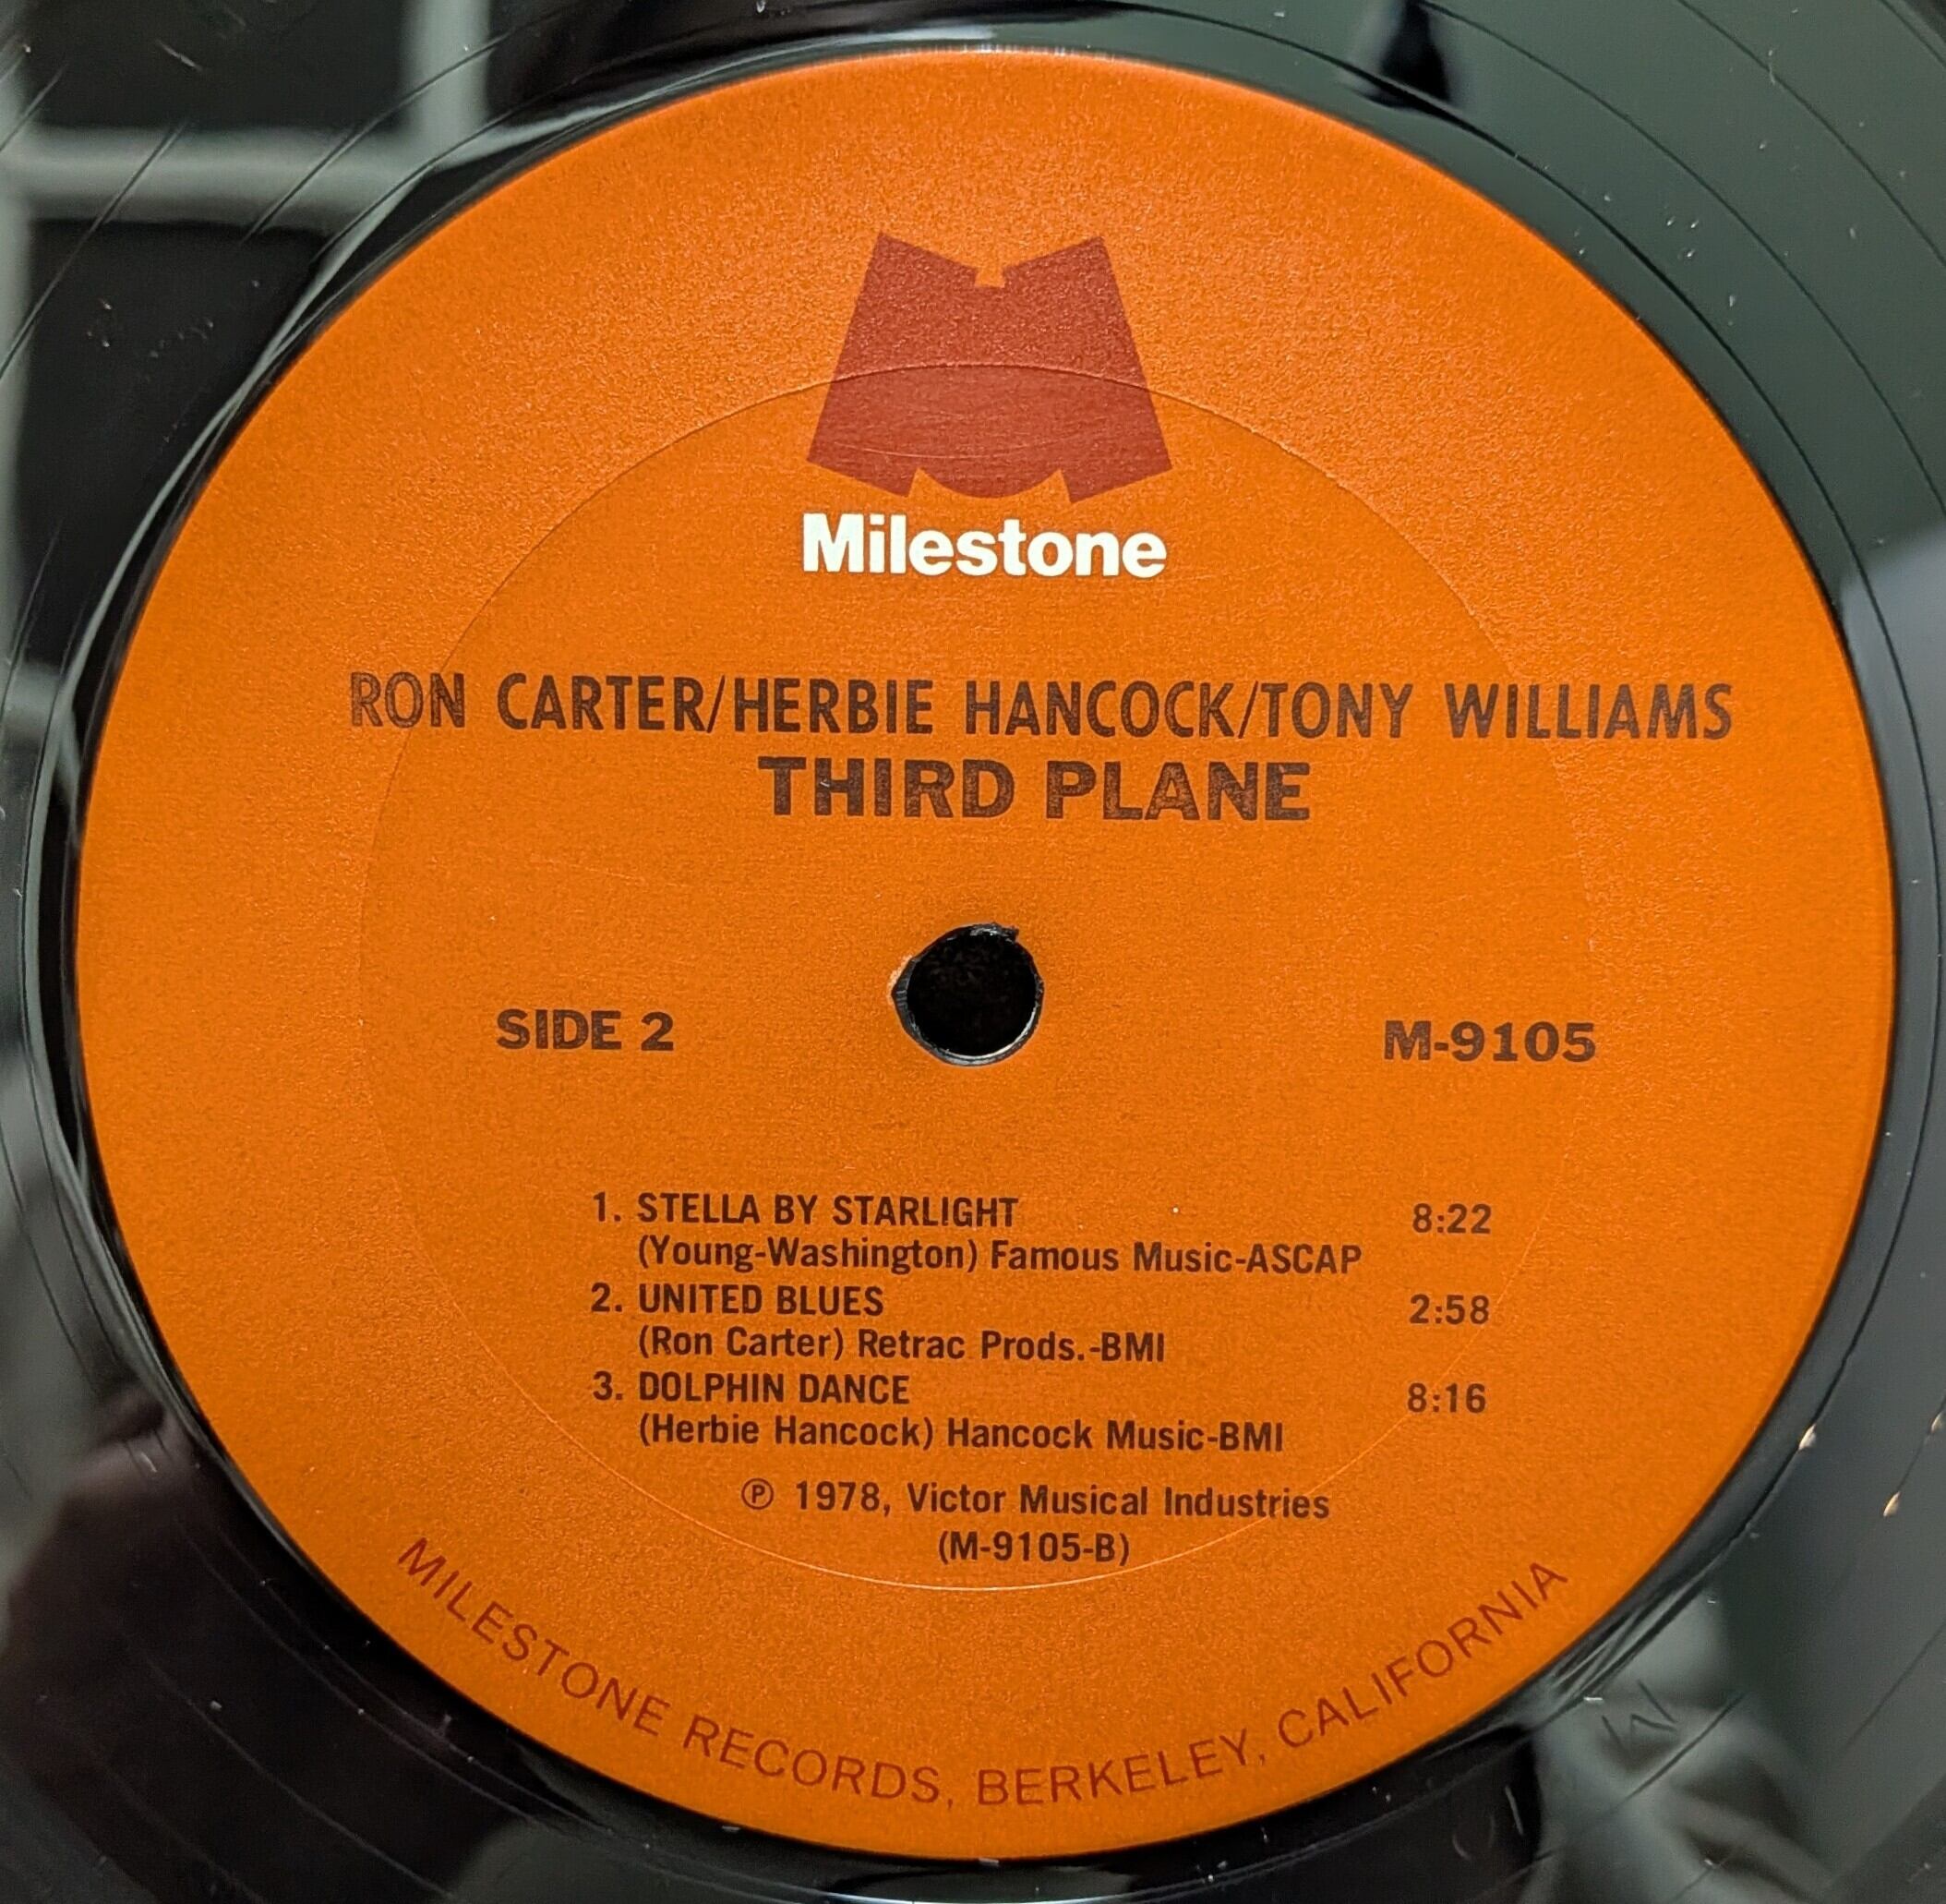 Milestone
RON CARTER/HERBIE HANCOCK/TONY WILLIAMS
THIRD PLANE
SIDE 2
M-9105
1. STELLA BY STARLIGHT 8:22
(Young-Washington) Famous Music-ASCAP
2. UNITED BLUES 2:58
(Ron Carter) Retrac Prods.-BMI
3. DOLPHIN DANCE 8:16
(Herbie Hancock) Hancock Music-BMI
℗ 1978, Victor Musical Industries
(M-9105-B)
MILESTONE RECORDS, BERKELEY, CALIFORNIA